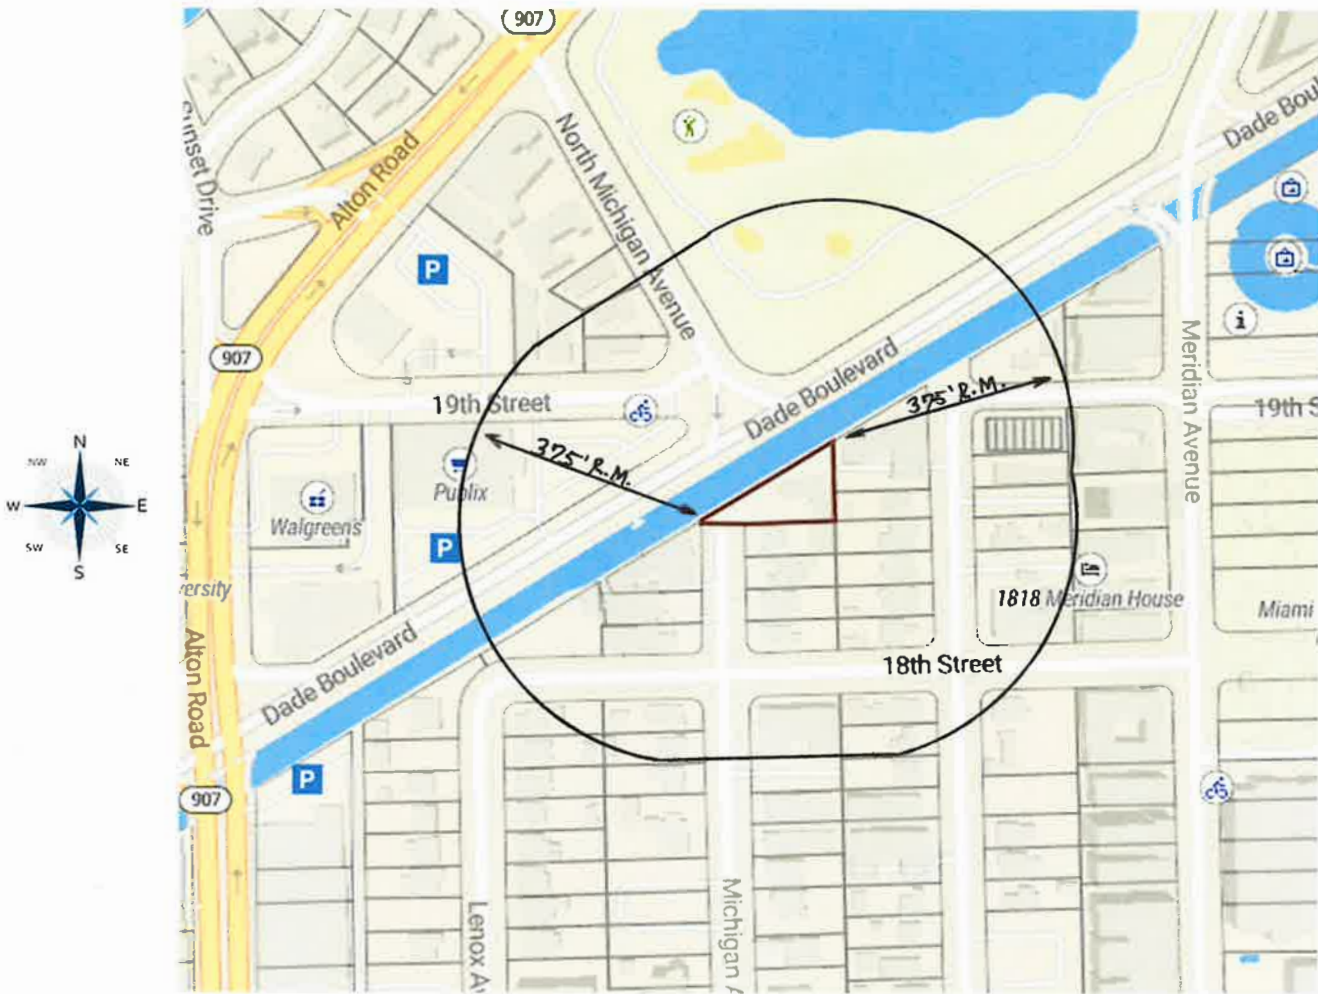 907
Dade Boul
Sunset Drive
Alton Road
North Michigan Avenue
P
907
i
Meridian Avenue
19th Street
Dade Boulevard
375' R.M.
19th S
375' R.M.
Publix
Walgreens
P
N
NW
NE
W
E
SW
SE
S
ersity
1818 Meridian House
Miami
Alton Road
Dade Boulevard
18th Street
P
907
Lenox Av
Michigan A